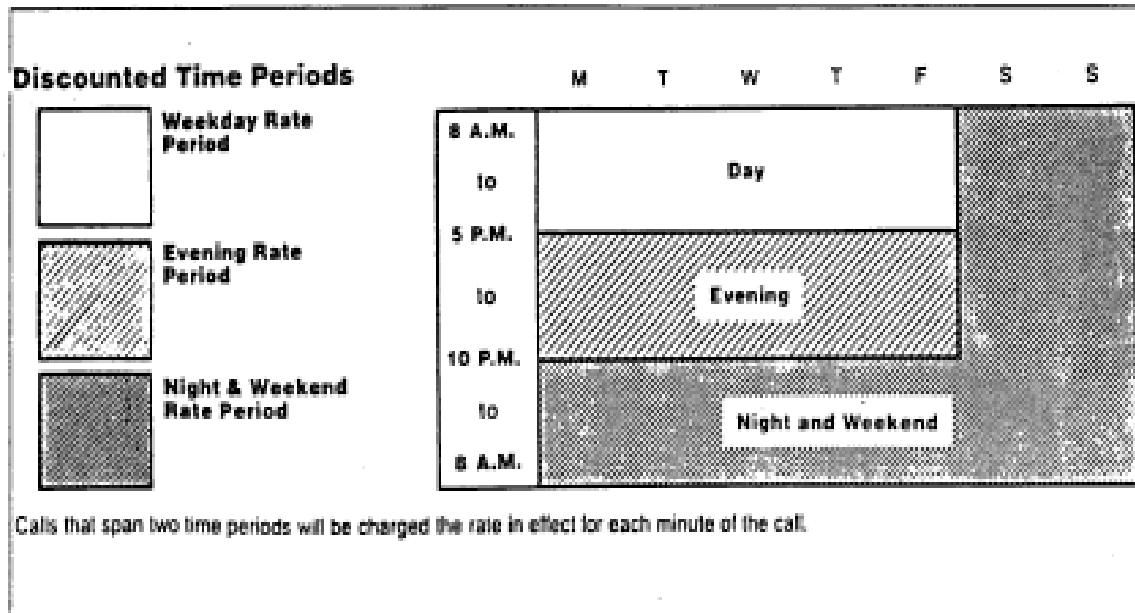 Discounted Time Periods
M T W T F S S
Weekday Rate
Period
Evening Rate
Period
Night & Weekend
Rate Period
8 A.M.
to
5 P.M.
to
10 P.M.
to
8 A.M.
Day
Evening
Night and Weekend
Calls that span two time periods will be charged the rate in effect for each minute of the call.